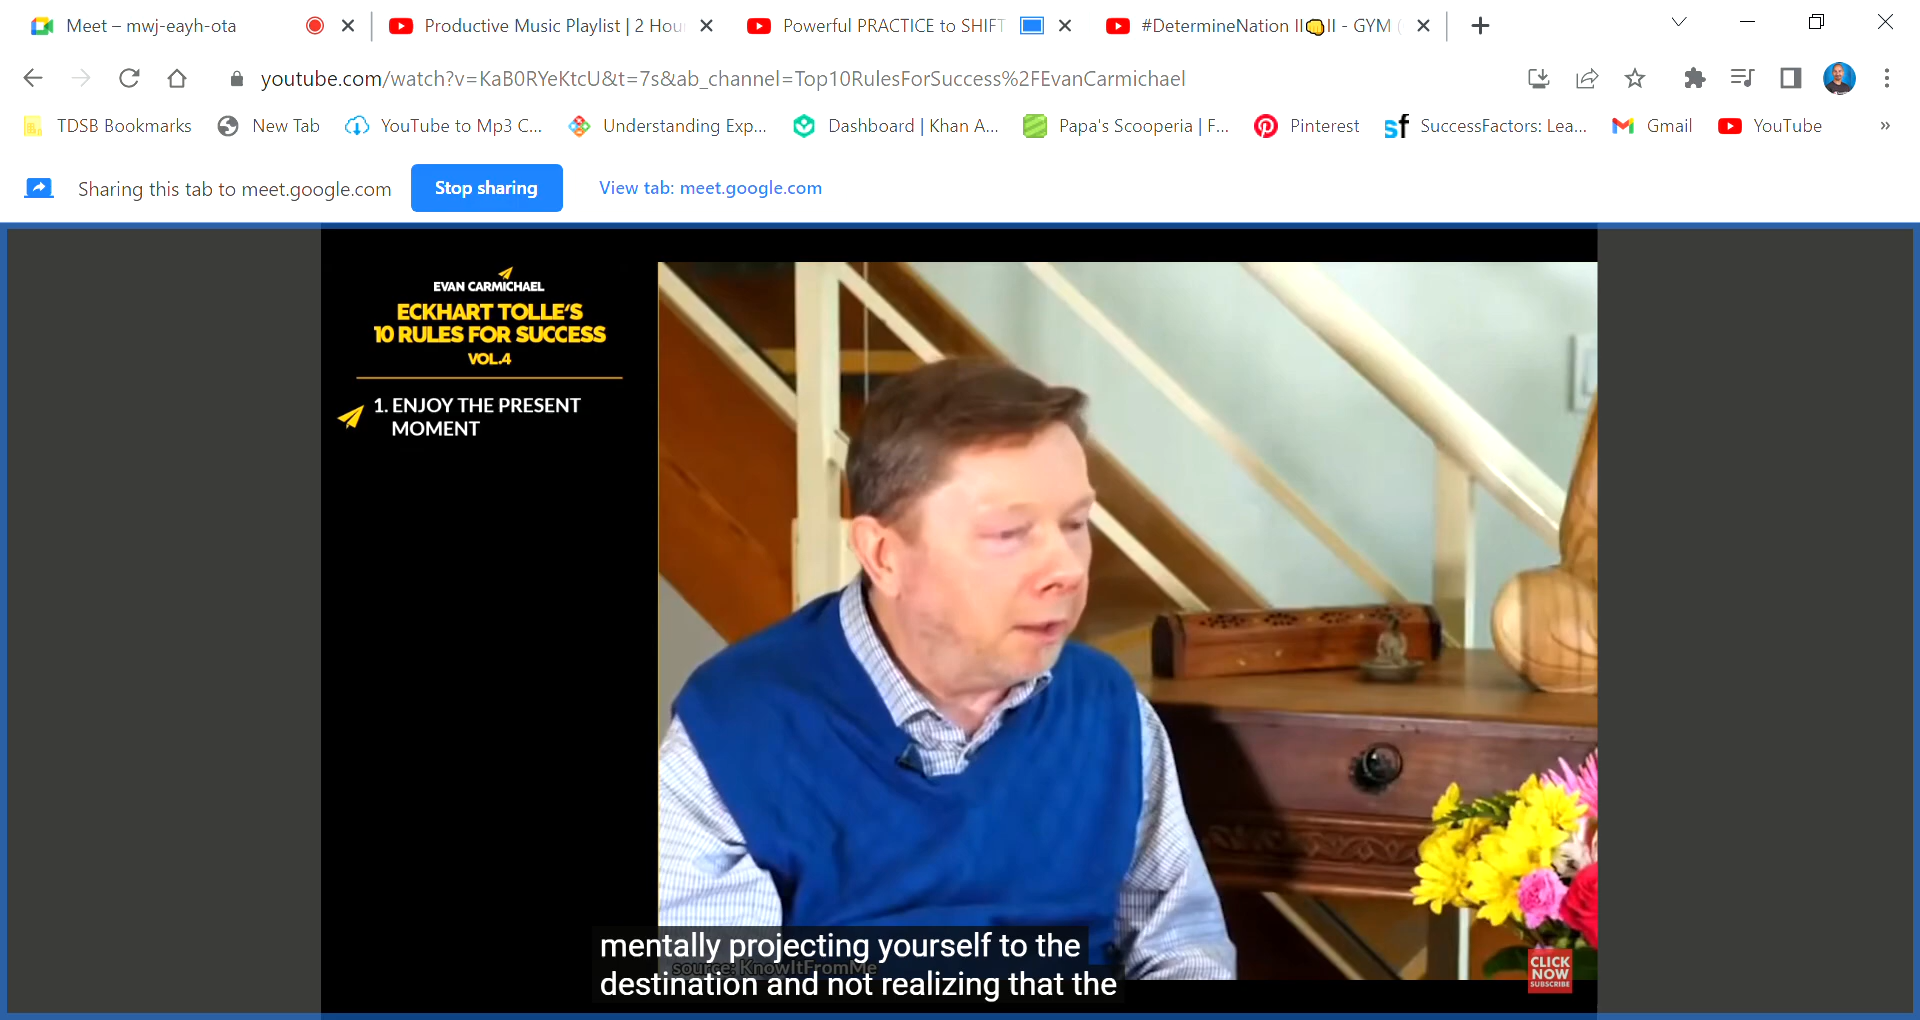 Meet – mwj-eayh-ota
Productive Music Playlist | 2 Hou
Powerful PRACTICE to SHIFT
#DetermineNation II👊II - GYM (
youtube.com/watch?v=KaB0RYeKtcU&t=7s&ab_channel=Top10RulesForSuccess%2FEvanCarmichael
TDSB Bookmarks
New Tab
YouTube to Mp3 C...
Understanding Exp...
Dashboard | Khan A...
Papa's Scooperia | F...
Pinterest
sf
SuccessFactors: Lea...
Gmail
YouTube
»
Sharing this tab to meet.google.com
Stop sharing
View tab: meet.google.com
EVAN CARMICHAEL
ECKHART TOLLE'S
10 RULES FOR SUCCESS
VOL.4
1. ENJOY THE PRESENT
MOMENT
mentally projecting yourself to the
source: KnowItFromMe
destination and not realizing that the
CLICK
NOW
SUBSCRIBE